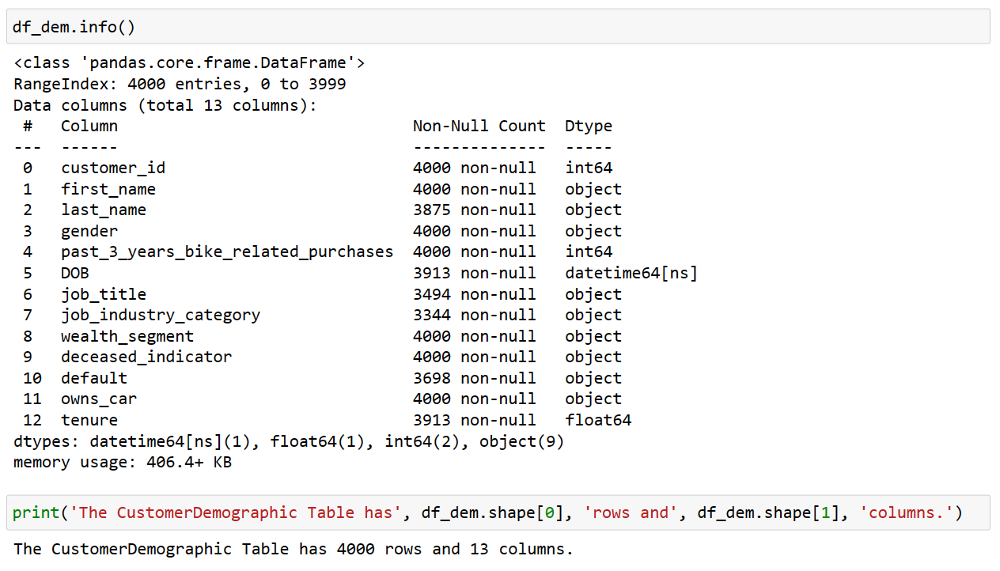 df_dem.info()
<class 'pandas.core.frame.DataFrame'>
RangeIndex: 4000 entries, 0 to 3999
Data columns (total 13 columns):
 #   Column                               Non-Null Count  Dtype
---  ------                               --------------  -----
 0   customer_id                          4000 non-null   int64
 1   first_name                           4000 non-null   object
 2   last_name                            3875 non-null   object
 3   gender                               4000 non-null   object
 4   past_3_years_bike_related_purchases  4000 non-null   int64
 5   DOB                                  3913 non-null   datetime64[ns]
 6   job_title                            3494 non-null   object
 7   job_industry_category                3344 non-null   object
 8   wealth_segment                       4000 non-null   object
 9   deceased_indicator                   4000 non-null   object
 10  default                              3698 non-null   object
 11  owns_car                             4000 non-null   object
 12  tenure                               3913 non-null   float64
dtypes: datetime64[ns](1), float64(1), int64(2), object(9)
memory usage: 406.4+ KB
print('The CustomerDemographic Table has', df_dem.shape[0], 'rows and', df_dem.shape[1], 'columns.')
The CustomerDemographic Table has 4000 rows and 13 columns.